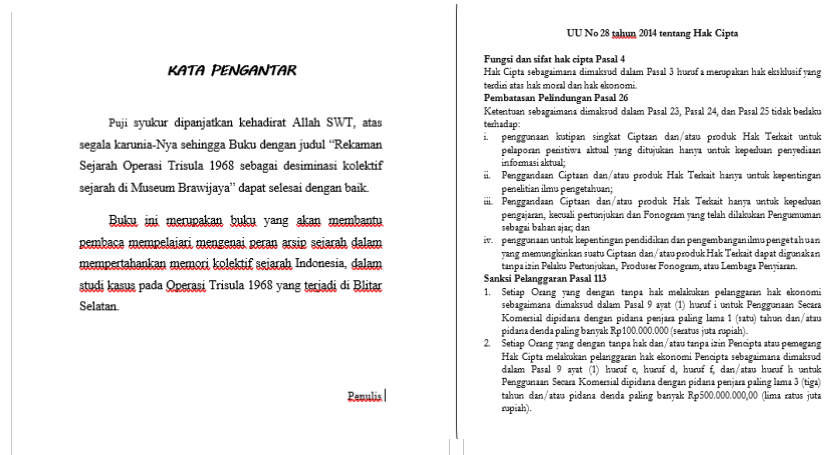 KATA PENGANTAR
Puji syukur dipanjatkan kehadirat Allah SWT, atas
segala karunia-Nya sehingga Buku dengan judul “Rekaman
Sejarah Operasi Trisula 1968 sebagai desiminasi kolektif
sejarah di Museum Brawijaya” dapat selesai dengan baik.
Buku ini merupakan buku yang akan membantu
pembaca mempelajari mengenai peran arsip sejarah dalam
mempertahankan memori kolektif sejarah Indonesia, dalam
studi kasus pada Operasi Trisula 1968 yang terjadi di Blitar
Selatan.
Penulis
UU No 28 tahun 2014 tentang Hak Cipta
Fungsi dan sifat hak cipta Pasal 4
Hak Cipta sebagaimana dimaksud dalam Pasal 3 huruf a merupakan hak eksklusif yang
terdiri atas hak moral dan hak ekonomi.
Pembatasan Pelindungan Pasal 26
Ketentuan sebagaimana dimaksud dalam Pasal 23, Pasal 24, dan Pasal 25 tidak berlaku
terhadap:
i. penggunaan kutipan singkat Ciptaan dan/atau produk Hak Terkait untuk
pelaporan peristiwa aktual yang ditujukan hanya untuk keperluan penyediaan
informasi aktual;
ii. Penggandaan Ciptaan dan/atau produk Hak Terkait hanya untuk kepentingan
penelitian ilmu pengetahuan;
iii. Penggandaan Ciptaan dan/atau produk Hak Terkait hanya untuk keperluan
pengajaran, kecuali pertunjukan dan Fonogram yang telah dilakukan Pengumuman
sebagai bahan ajar; dan
iv. penggunaan untuk kepentingan pendidikan dan pengembangan ilmu pengetahuan
yang memungkinkan suatu Ciptaan dan/atau produk Hak Terkait dapat digunakan
tanpa izin Pelaku Pertunjukan, Produser Fonogram, atau Lembaga Penyiaran.
Sanksi Pelanggaran Pasal 113
1. Setiap Orang yang dengan tanpa hak melakukan pelanggaran hak ekonomi
sebagaimana dimaksud dalam Pasal 9 ayat (1) huruf i untuk Penggunaan Secara
Komersial dipidana dengan pidana penjara paling lama 1 (satu) tahun dan/atau
pidana denda paling banyak Rp100.000.000 (seratus juta rupiah).
2. Setiap Orang yang dengan tanpa hak dan/atau tanpa izin Pencipta atau pemegang
Hak Cipta melakukan pelanggaran hak ekonomi Pencipta sebagaimana dimaksud
dalam Pasal 9 ayat (1) huruf c, huruf d, huruf f, dan/atau huruf h untuk
Penggunaan Secara Komersial dipidana dengan pidana penjara paling lama 3 (tiga)
tahun dan/atau pidana denda paling banyak Rp500.000.000,00 (lima ratus juta
rupiah).